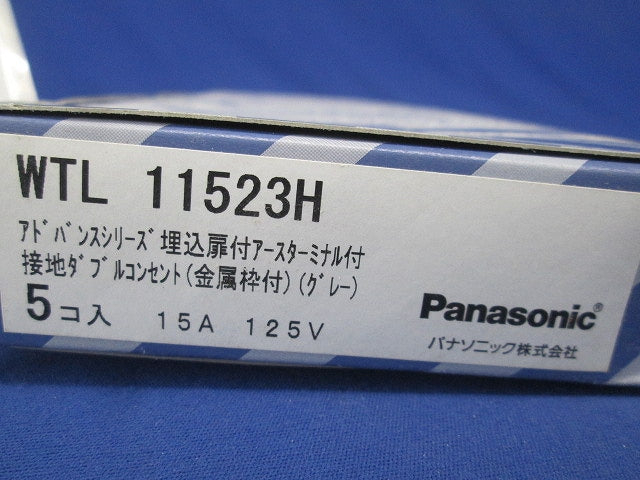 WTL 11523H
ｱﾄﾞﾊﾞﾝｽｼﾘｰｽﾞ埋込扉付ｱｰｽﾀｰﾐﾅﾙ付
接地ﾀﾞﾌﾞﾙｺﾝｾﾝﾄ(金属枠付)(ｸﾞﾚｰ)
5コ入 15A 125V
Panasonic®
パナソニック株式会社